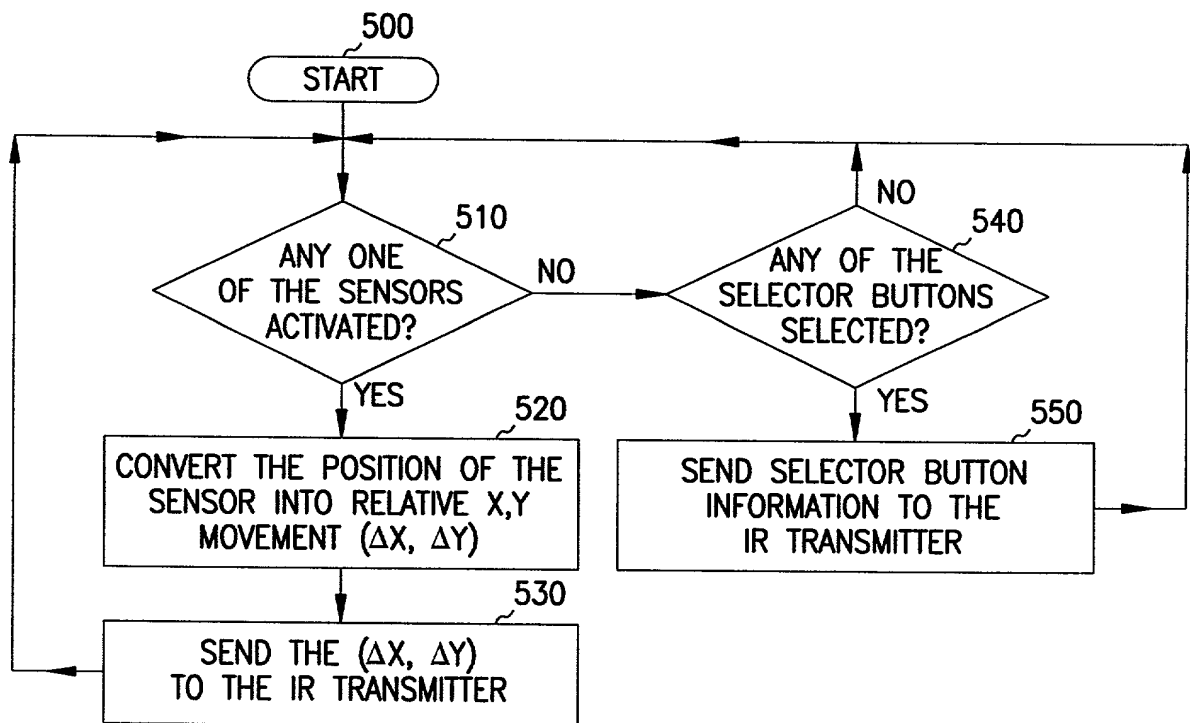 500
START
510
ANY ONE
OF THE SENSORS
ACTIVATED?
NO
YES
540
ANY OF THE
SELECTOR BUTTONS
SELECTED?
NO
YES
520
CONVERT THE POSITION OF THE
SENSOR INTO RELATIVE X,Y
MOVEMENT (ΔX, ΔY)
550
SEND SELECTOR BUTTON
INFORMATION TO THE
IR TRANSMITTER
530
SEND THE (ΔX, ΔY)
TO THE IR TRANSMITTER